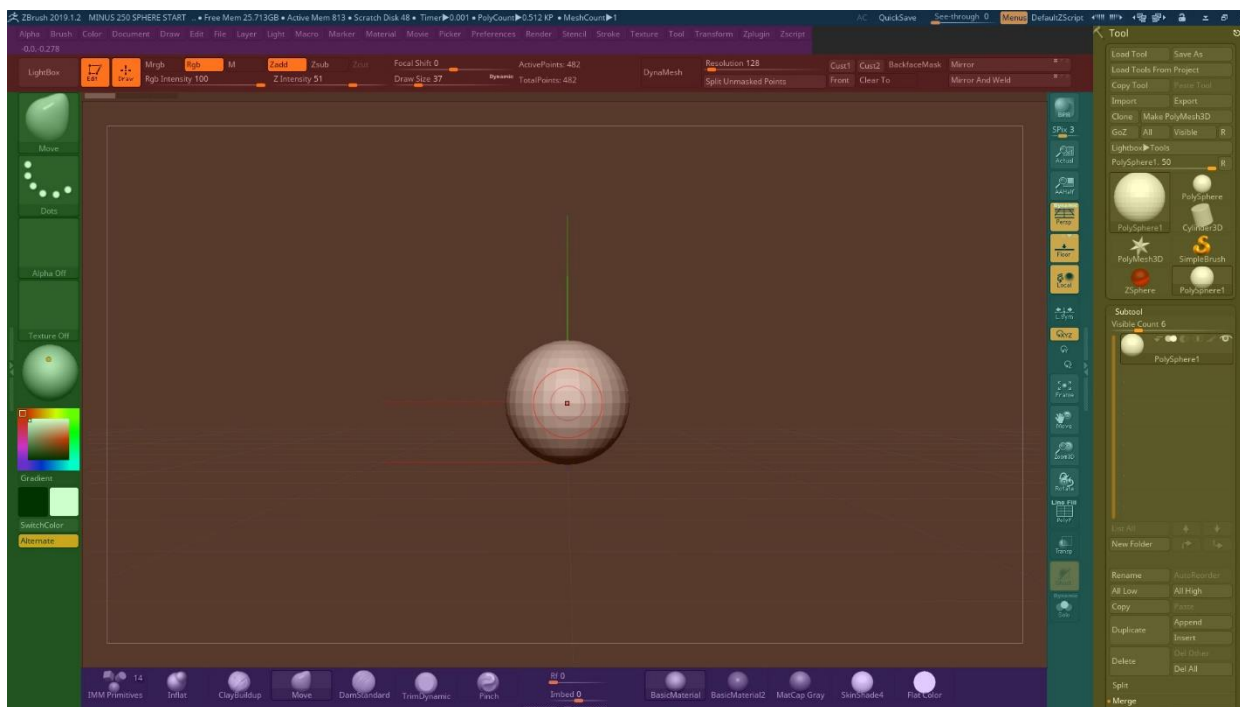 ZBrush 2019.1.2 MINUS 250 SPHERE START ... • Free Mem 25.713GB • Active Mem 813 • Scratch Disk 48 • Timer▶0.001 • PolyCount▶0.512 KP • MeshCount▶1 AC QuickSave See-through 0 Menus DefaultZScript
Alpha Brush Color Document Draw Edit File Layer Light Macro Marker Material Movie Picker Preferences Render Stencil Stroke Texture Tool Transform Zplugin Zscript
-0,0,-0.278
LightBox
Edit
Draw
Mrgb Rgb M
Rgb Intensity 100
Zadd Zsub Zcut
Z Intensity 51
Focal Shift 0
Draw Size 37 Dynamic
ActivePoints: 482
TotalPoints: 482
DynaMesh
Resolution 128
Split Unmasked Points
Cust1 Cust2 BackfaceMask Mirror
Front Clear To Mirror And Weld
Move
Dots
Alpha Off
Texture Off
Gradient
SwitchColor
Alternate
BPR
SPix 3
Actual
AAHalf
Dynamic
Persp
Floor
Local
L.Sym
Frame
Move
Zoom3D
Rotate
Line Fill
PolyF
Transp
Dynamic
Solo
Tool
Load Tool Save As
Load Tools From Project
Copy Tool Paste Tool
Import Export
Clone Make PolyMesh3D
GoZ All Visible R
Lightbox▶Tools
PolySphere1. 50 R
PolySphere1
PolySphere
Cylinder3D
PolyMesh3D SimpleBrush
ZSphere PolySphere1
Subtool
Visible Count 6
PolySphere1
List All
New Folder
Rename AutoReorder
All Low All High
Copy Paste
Duplicate
Append
Insert
Delete
Del Other
Del All
Split
Merge
14
IMM Primitives Inflat ClayBuildup Move DamStandard TrimDynamic Pinch
Rf 0
Imbed 0
BasicMaterial BasicMaterial2 MatCap Gray SkinShade4 Flat Color